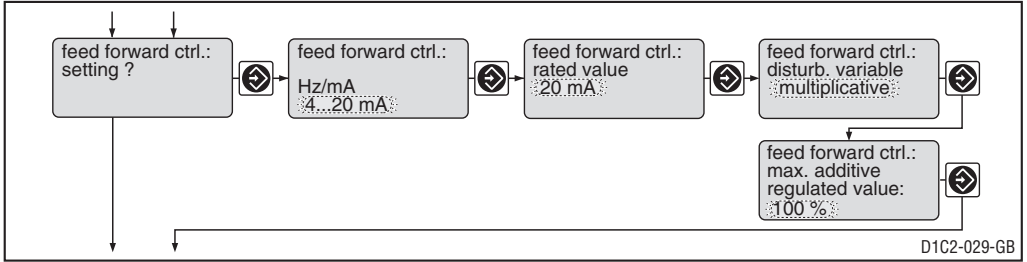 feed forward ctrl.:
setting ?
feed forward ctrl.:
Hz/mA
4...20 mA
feed forward ctrl.:
rated value
20 mA
feed forward ctrl.:
disturb. variable
multiplicative
feed forward ctrl.:
max. additive
regulated value:
100 %
D1C2-029-GB